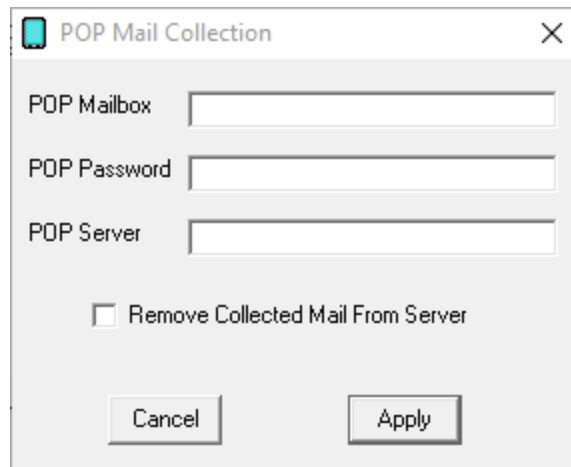 POP Mail Collection
POP Mailbox
POP Password
POP Server
Remove Collected Mail From Server
Cancel Apply